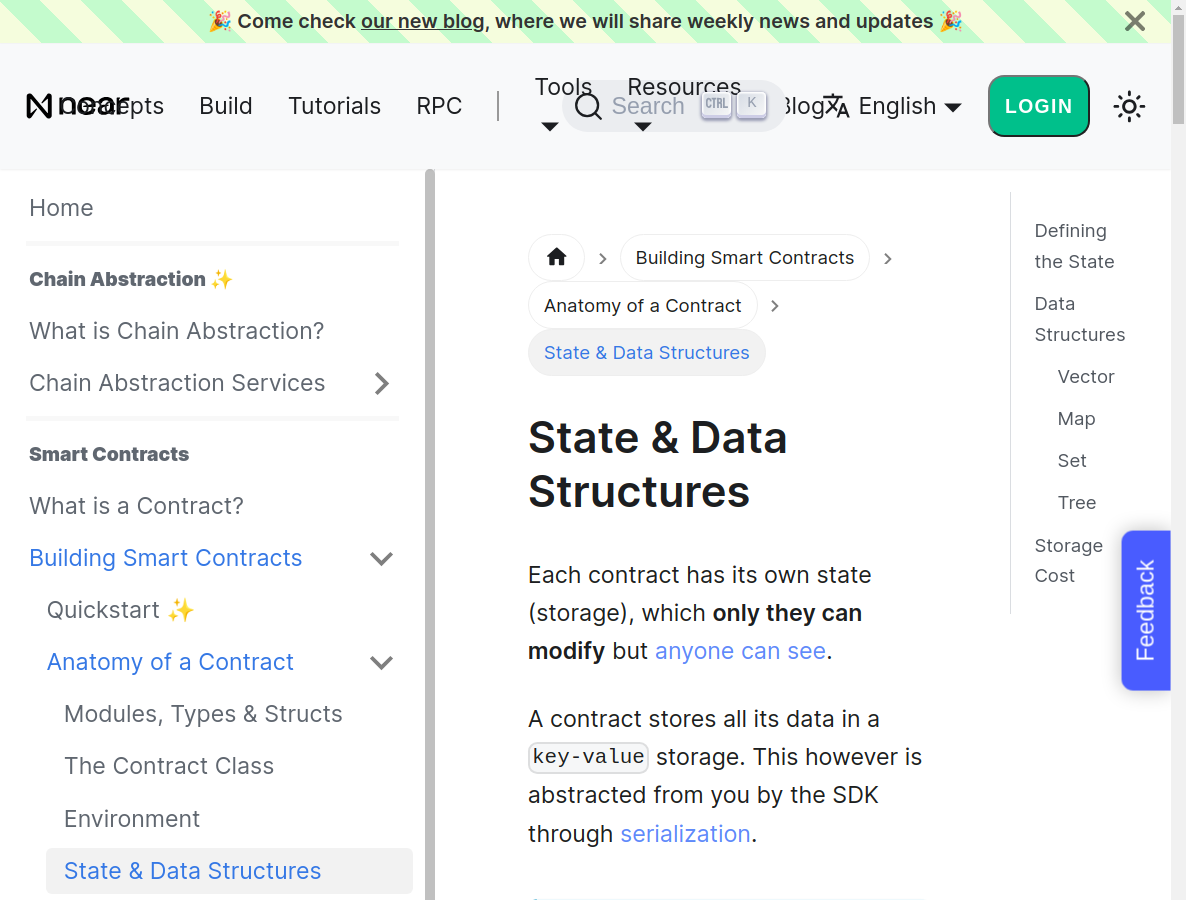 🎉 Come check our new blog, where we will share weekly news and updates 🎉
near
Concepts
Build
Tutorials
RPC
Tools
Resources
Search
CTRL
K
Blog
English
LOGIN
Home
Chain Abstraction ✨
What is Chain Abstraction?
Chain Abstraction Services
Smart Contracts
What is a Contract?
Building Smart Contracts
Quickstart ✨
Anatomy of a Contract
Modules, Types & Structs
The Contract Class
Environment
State & Data Structures
Building Smart Contracts
Anatomy of a Contract
State & Data Structures
State & Data
Structures
Each contract has its own state
(storage), which only they can
modify but anyone can see.
A contract stores all its data in a
key-value storage. This however is
abstracted from you by the SDK
through serialization.
Defining
the State
Data
Structures
Vector
Map
Set
Tree
Storage
Cost
Feedback